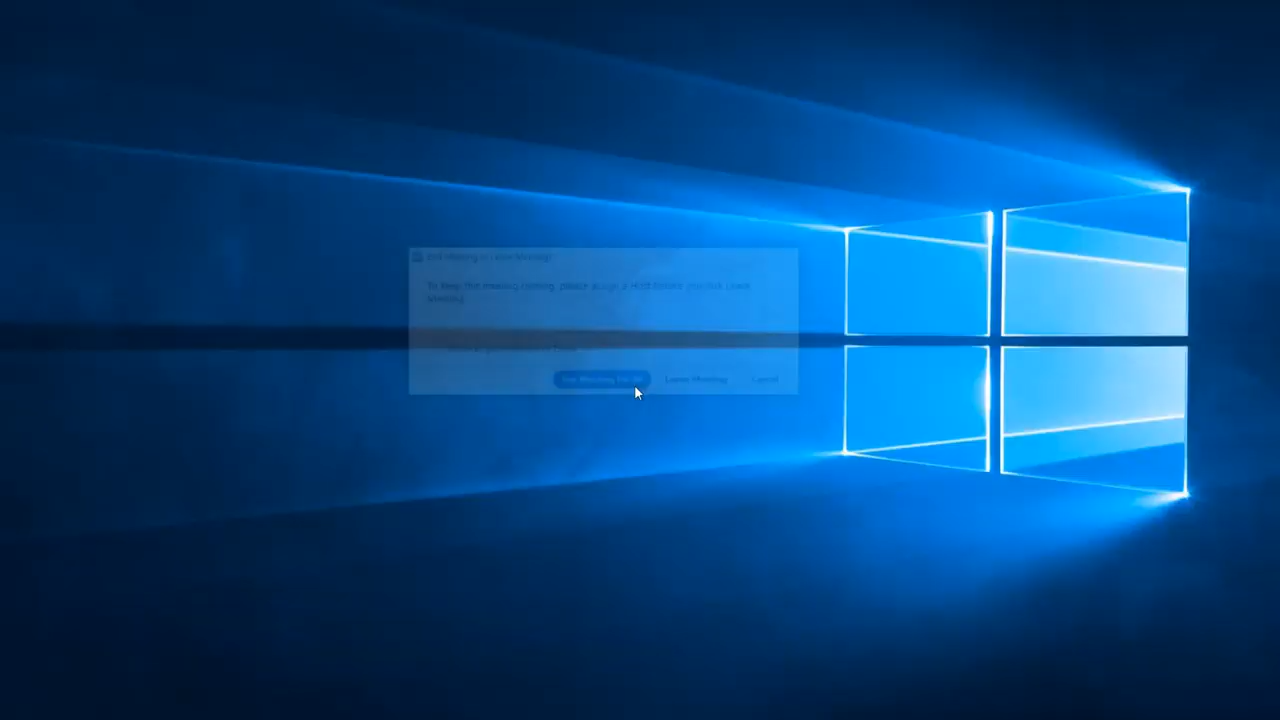 End Meeting or Leave Meeting?
To keep this meeting running, please assign a Host before you click Leave
Meeting.
End Meeting for All
Leave Meeting
Cancel